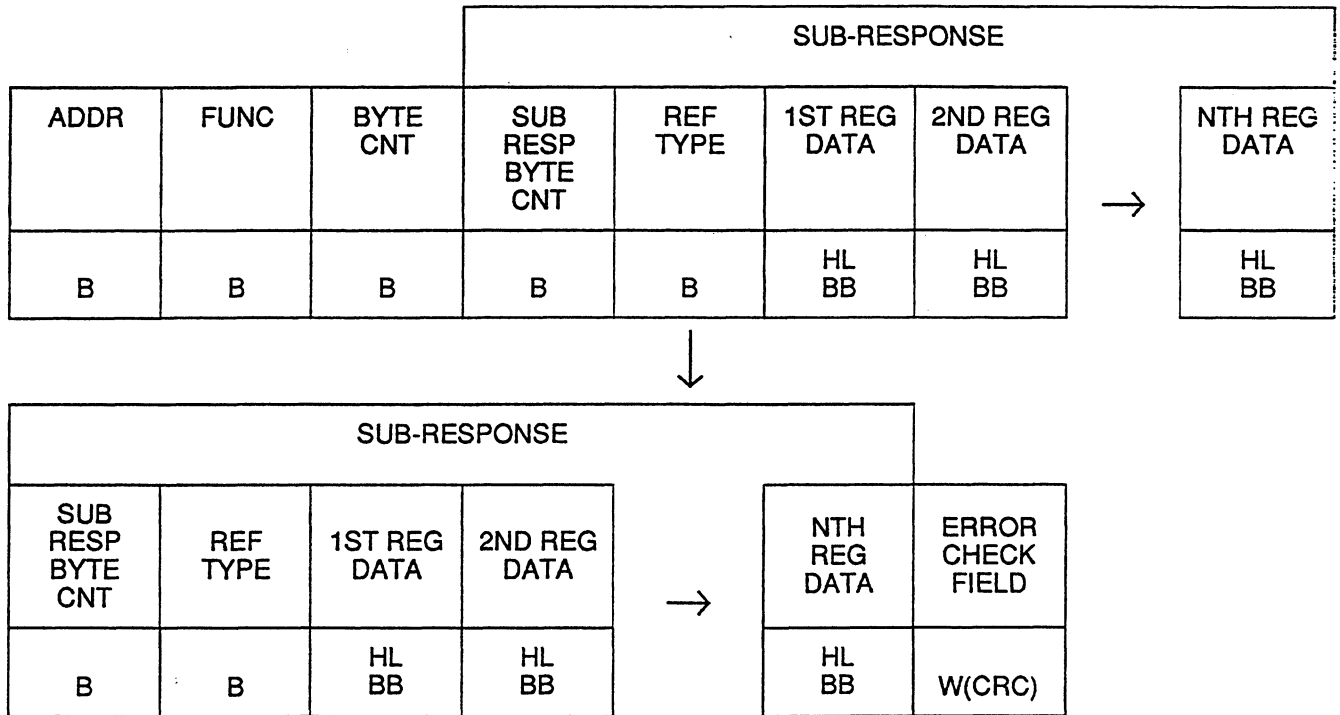 SUB-RESPONSE
ADDR FUNC BYTE SUB REF 1ST REG 2ND REG NTH REG
CNT RESP TYPE DATA DATA DATA
BYTE
CNT
HL HL HL
B B B B B BB BB BB
SUB-RESPONSE
SUB
RESP REF 1ST REG 2ND REG NTH ERROR
BYTE TYPE DATA DATA REG CHECK
CNT DATA FIELD
HL HL HL
B B BB BB BB W(CRC)